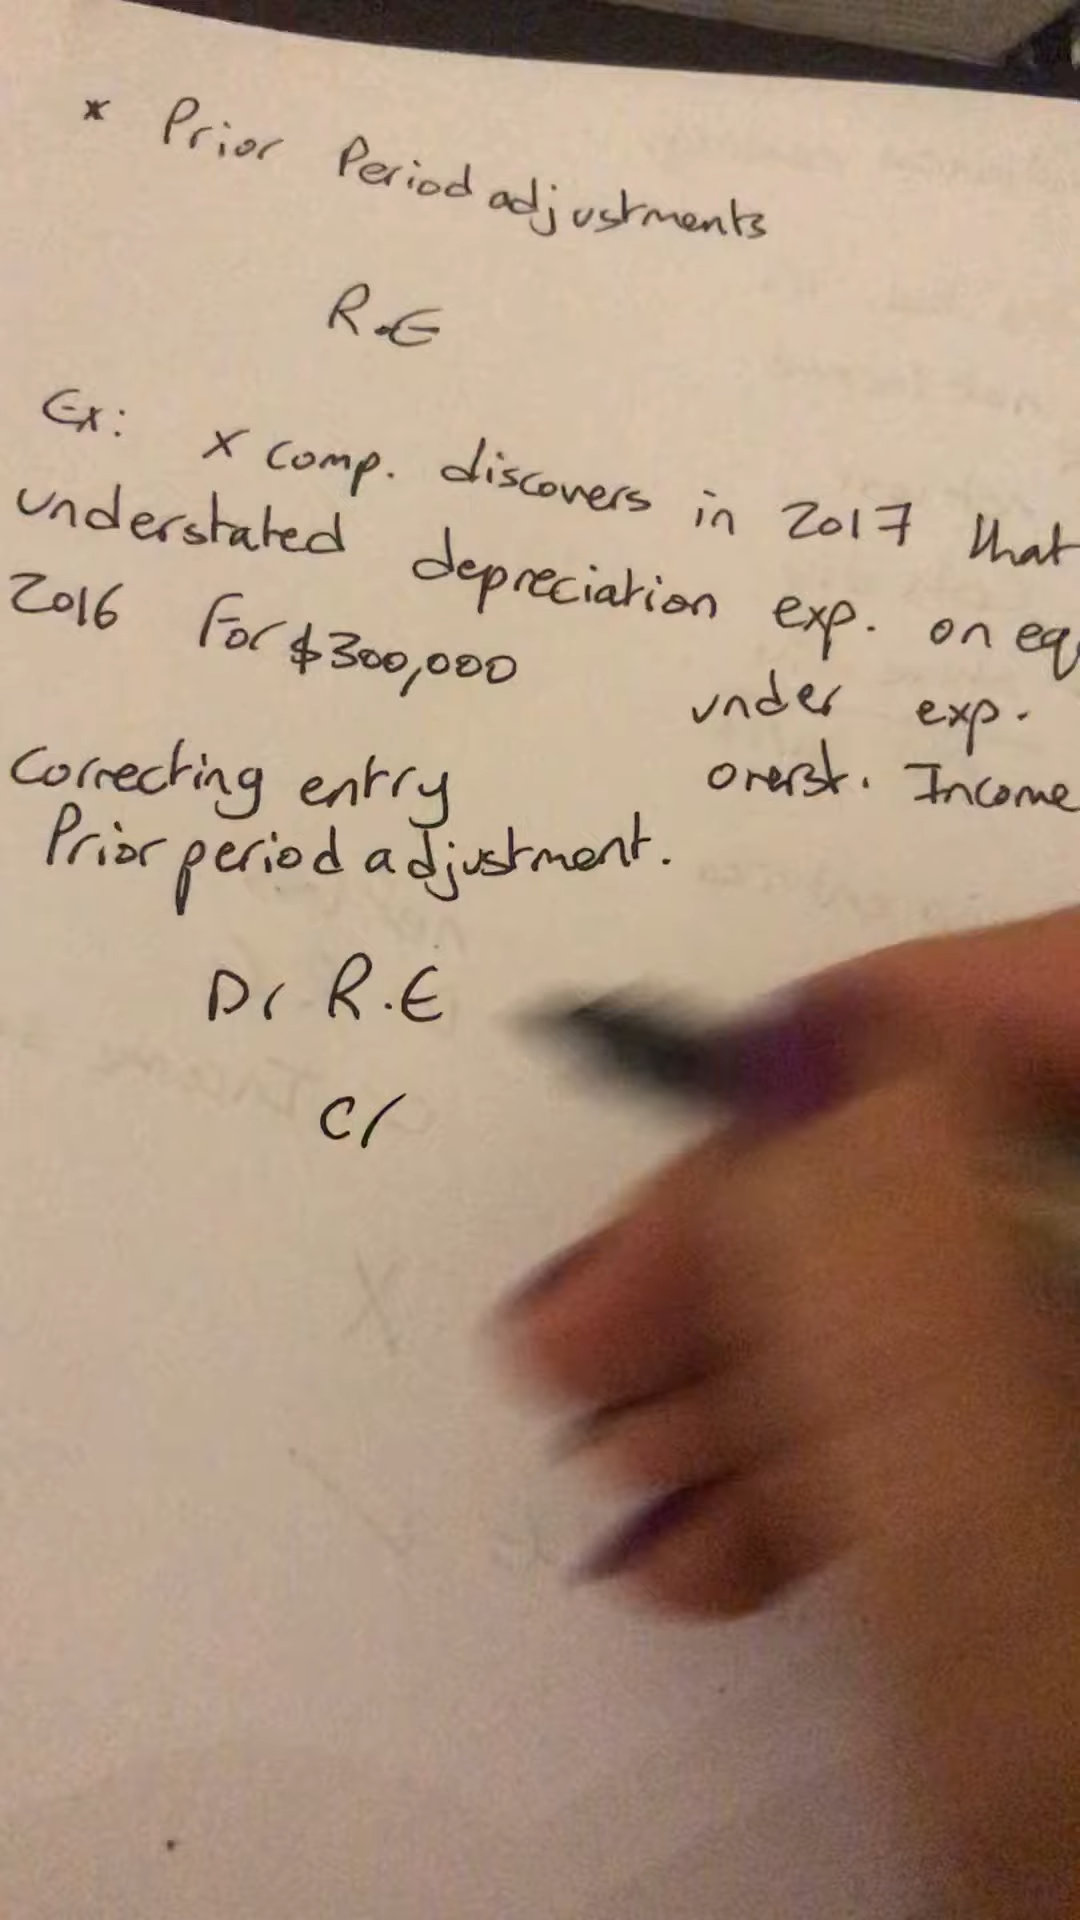 * Prior Period adjustments
R.E
Ex: X comp. discovers in 2017 that
understated depreciation exp. on eq
2016 For $300,000
under exp.
overst. Income
Correcting entry
Prior period adjustment.
Dr R.E
Cr